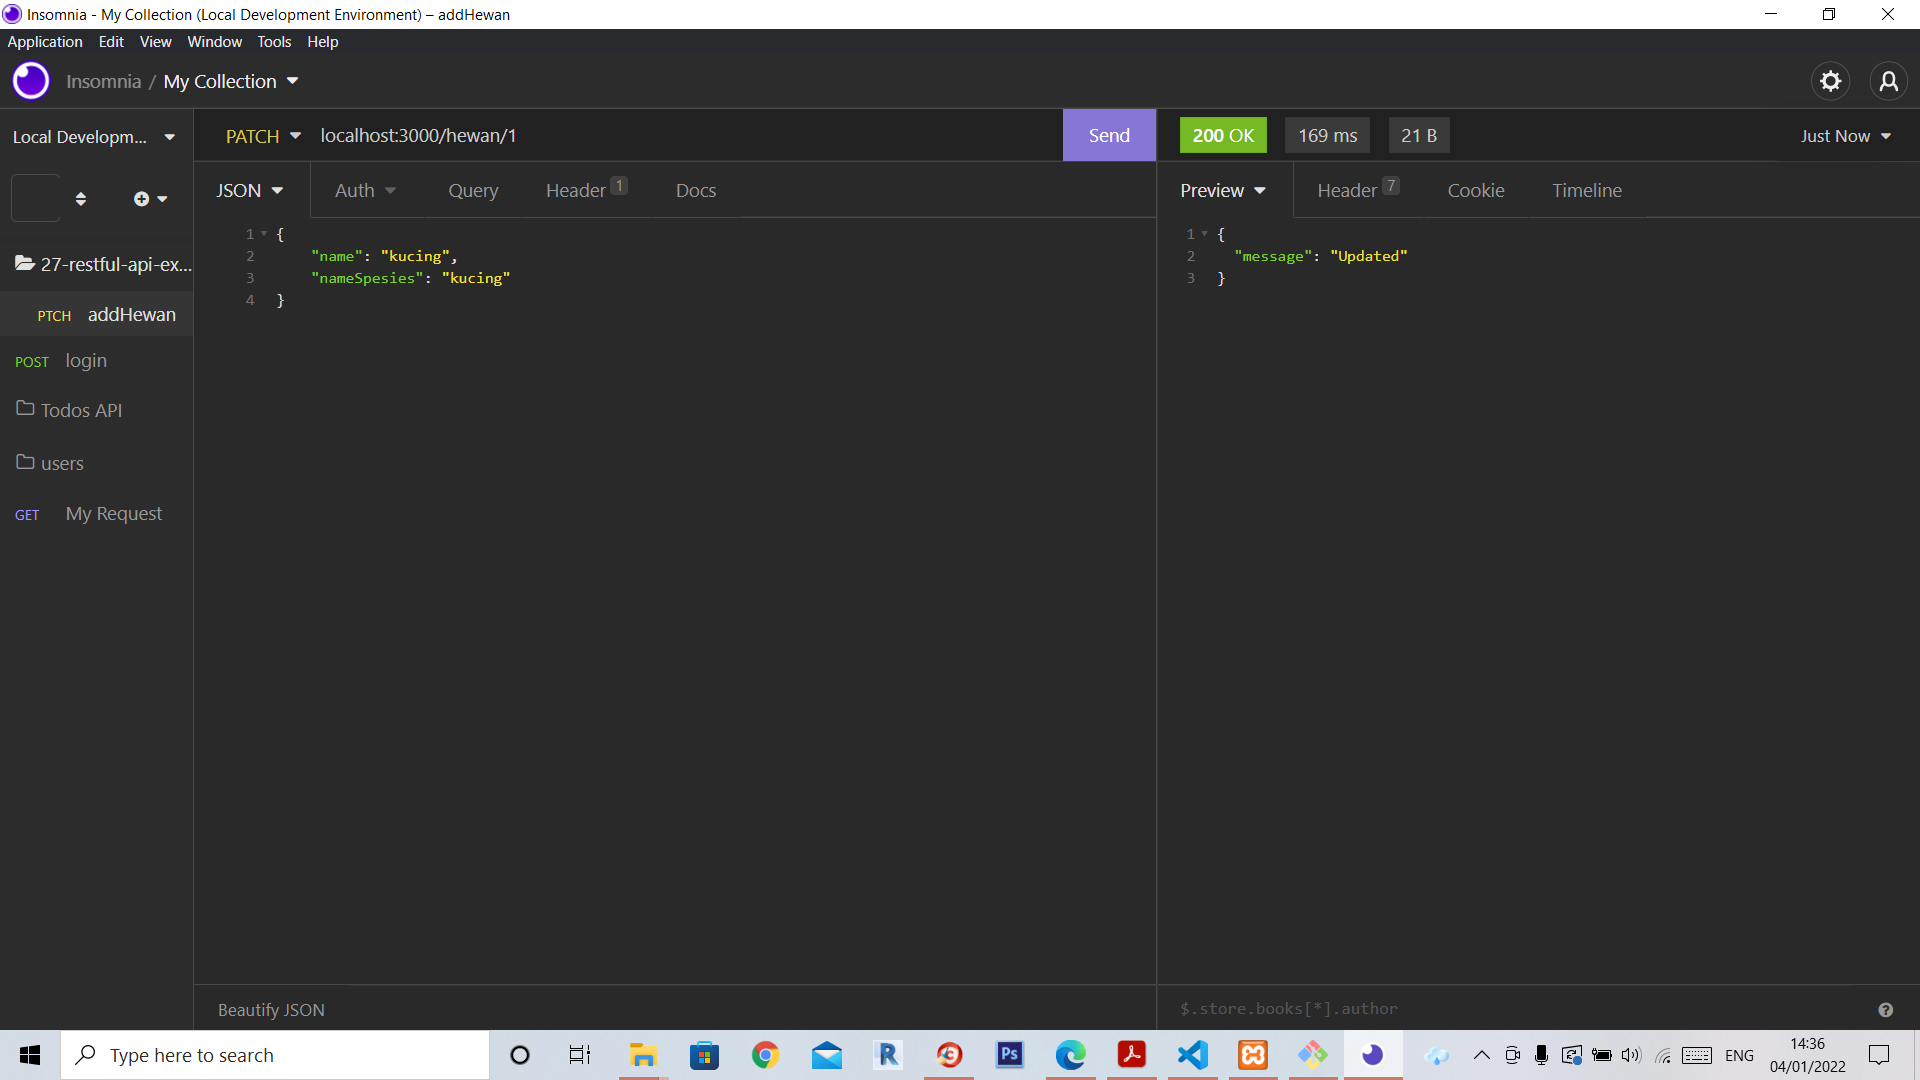 Insomnia - My Collection (Local Development Environment) – addHewan
Application Edit View Window Tools Help
Insomnia / My Collection
Local Developm...
PATCH localhost:3000/hewan/1 Send
200 OK 169 ms 21 B Just Now
JSON Auth Query Header 1 Docs
Preview Header 7 Cookie Timeline
27-restful-api-ex...
PTCH addHewan
POST login
Todos API
users
GET My Request
1 {
2 "name": "kucing",
3 "nameSpesies": "kucing"
4 }
1 {
2 "message": "Updated"
3 }
Beautify JSON
$.store.books[*].author
Type here to search
Ps
ENG
14:36
04/01/2022